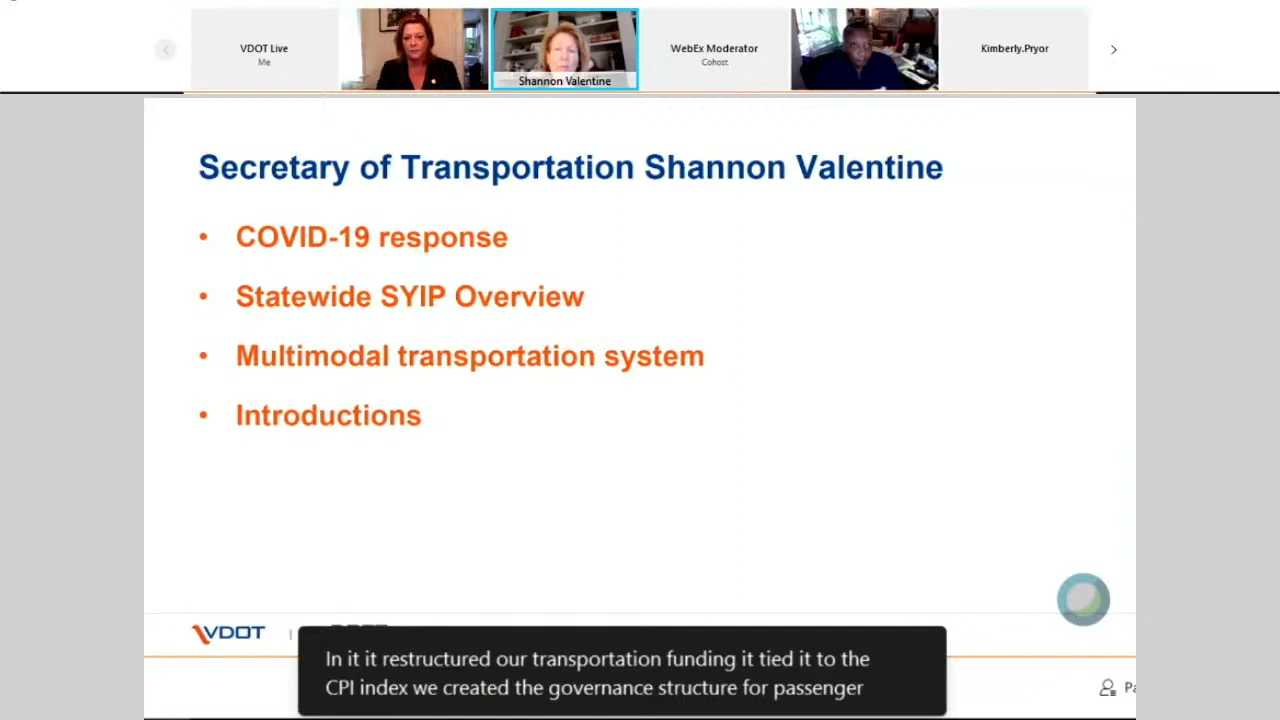 VDOT Live
Me
Shannon Valentine
WebEx Moderator
Cohost
Kimberly.Pryor
Secretary of Transportation Shannon Valentine
• COVID-19 response
• Statewide SYIP Overview
• Multimodal transportation system
• Introductions
VDOT
In it it restructured our transportation funding it tied it to the
CPI index we created the governance structure for passenger